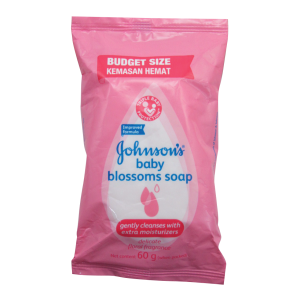 BUDGET SIZE
KEMASAN HEMAT
Improved
formula
Johnson's
baby
blossoms soap
gently cleanses with
extra moisturizers
60 g